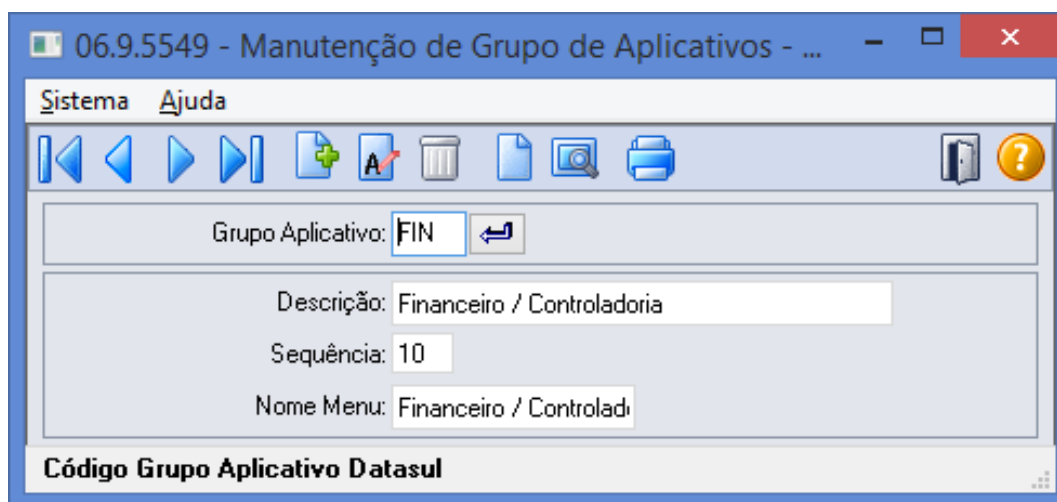 06.9.5549 - Manutenção de Grupo de Aplicativos - ...
Sistema Ajuda
Grupo Aplicativo: FIN
Descrição: Financeiro / Controladoria
Sequência: 10
Nome Menu: Financeiro / Controlad
Código Grupo Aplicativo Datasul